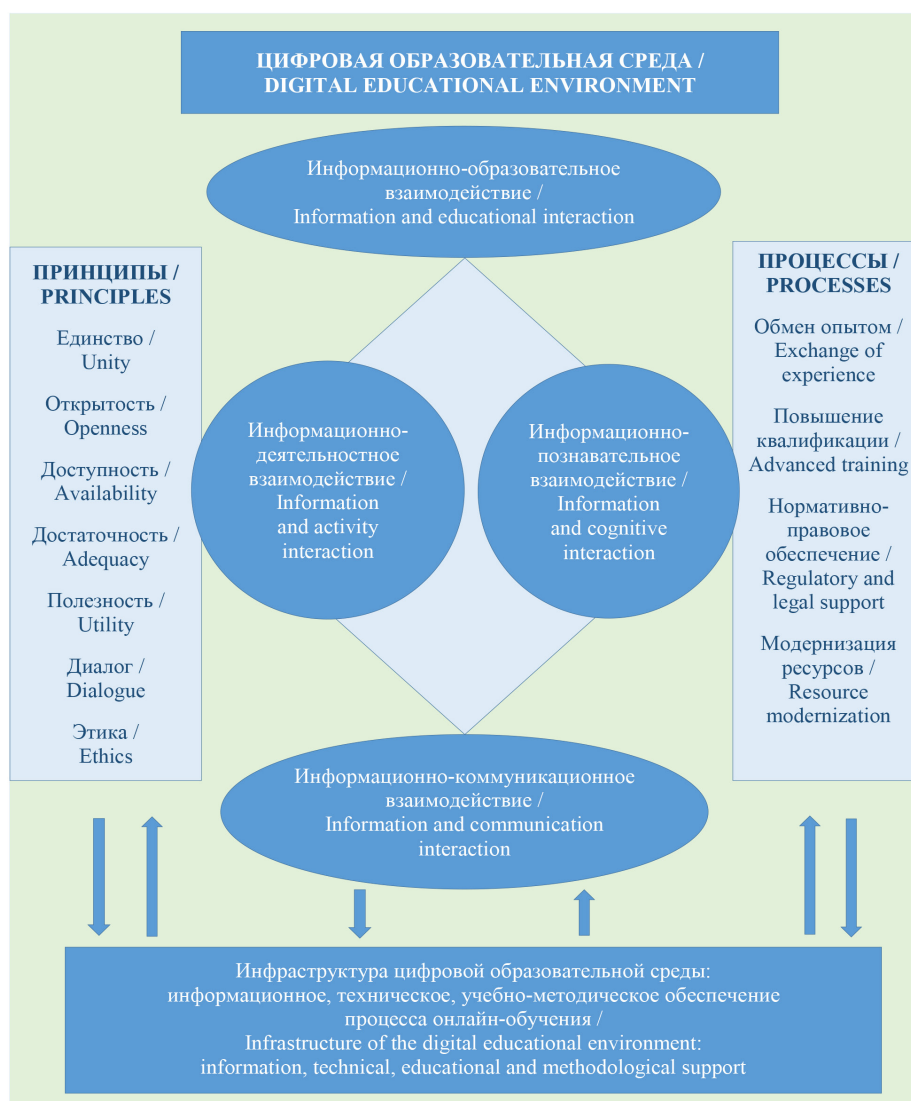 ЦИФРОВАЯ ОБРАЗОВАТЕЛЬНАЯ СРЕДА /
DIGITAL EDUCATIONAL ENVIRONMENT
Информационно-образовательное
взаимодействие /
Information and educational interaction
ПРИНЦИПЫ /
PRINCIPLES
Единство /
Unity
Открытость /
Openness
Доступность /
Availability
Достаточность /
Adequacy
Полезность /
Utility
Диалог /
Dialogue
Этика /
Ethics
Информационно-
деятельностное
взаимодействие /
Information
and activity
interaction
Информационно-
познавательное
взаимодействие /
Information
and cognitive
interaction
ПРОЦЕССЫ /
PROCESSES
Обмен опытом /
Exchange of
experience
Повышение
квалификации /
Advanced training
Нормативно-
правовое
обеспечение /
Regulatory and
legal support
Модернизация
ресурсов /
Resource
modernization
Информационно-коммуникационное
взаимодействие /
Information and communication
interaction
Инфраструктура цифровой образовательной среды:
информационное, техническое, учебно-методическое обеспечение
процесса онлайн-обучения /
Infrastructure of the digital educational environment:
information, technical, educational and methodological support